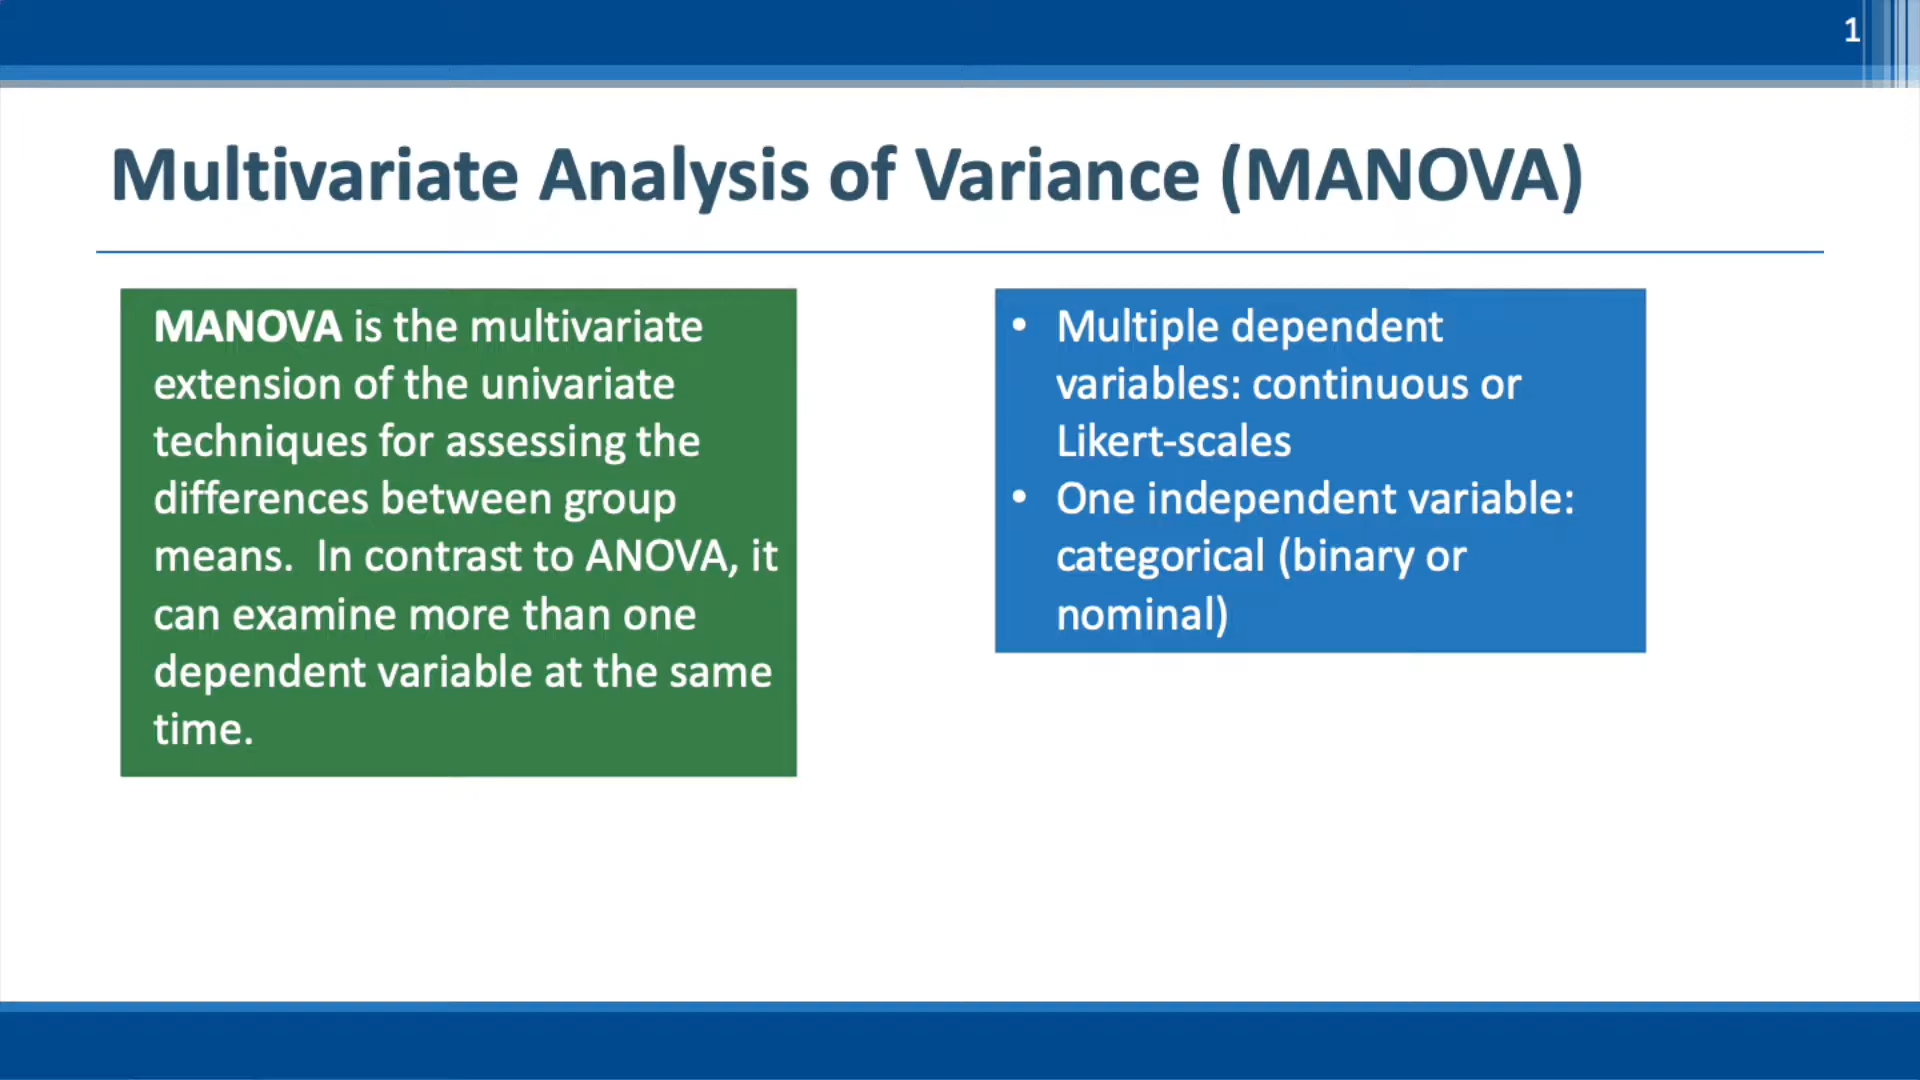 1
Multivariate Analysis of Variance (MANOVA)
MANOVA is the multivariate
extension of the univariate
techniques for assessing the
differences between group
means.  In contrast to ANOVA, it
can examine more than one
dependent variable at the same
time.
• Multiple dependent
variables: continuous or
Likert-scales
• One independent variable:
categorical (binary or
nominal)